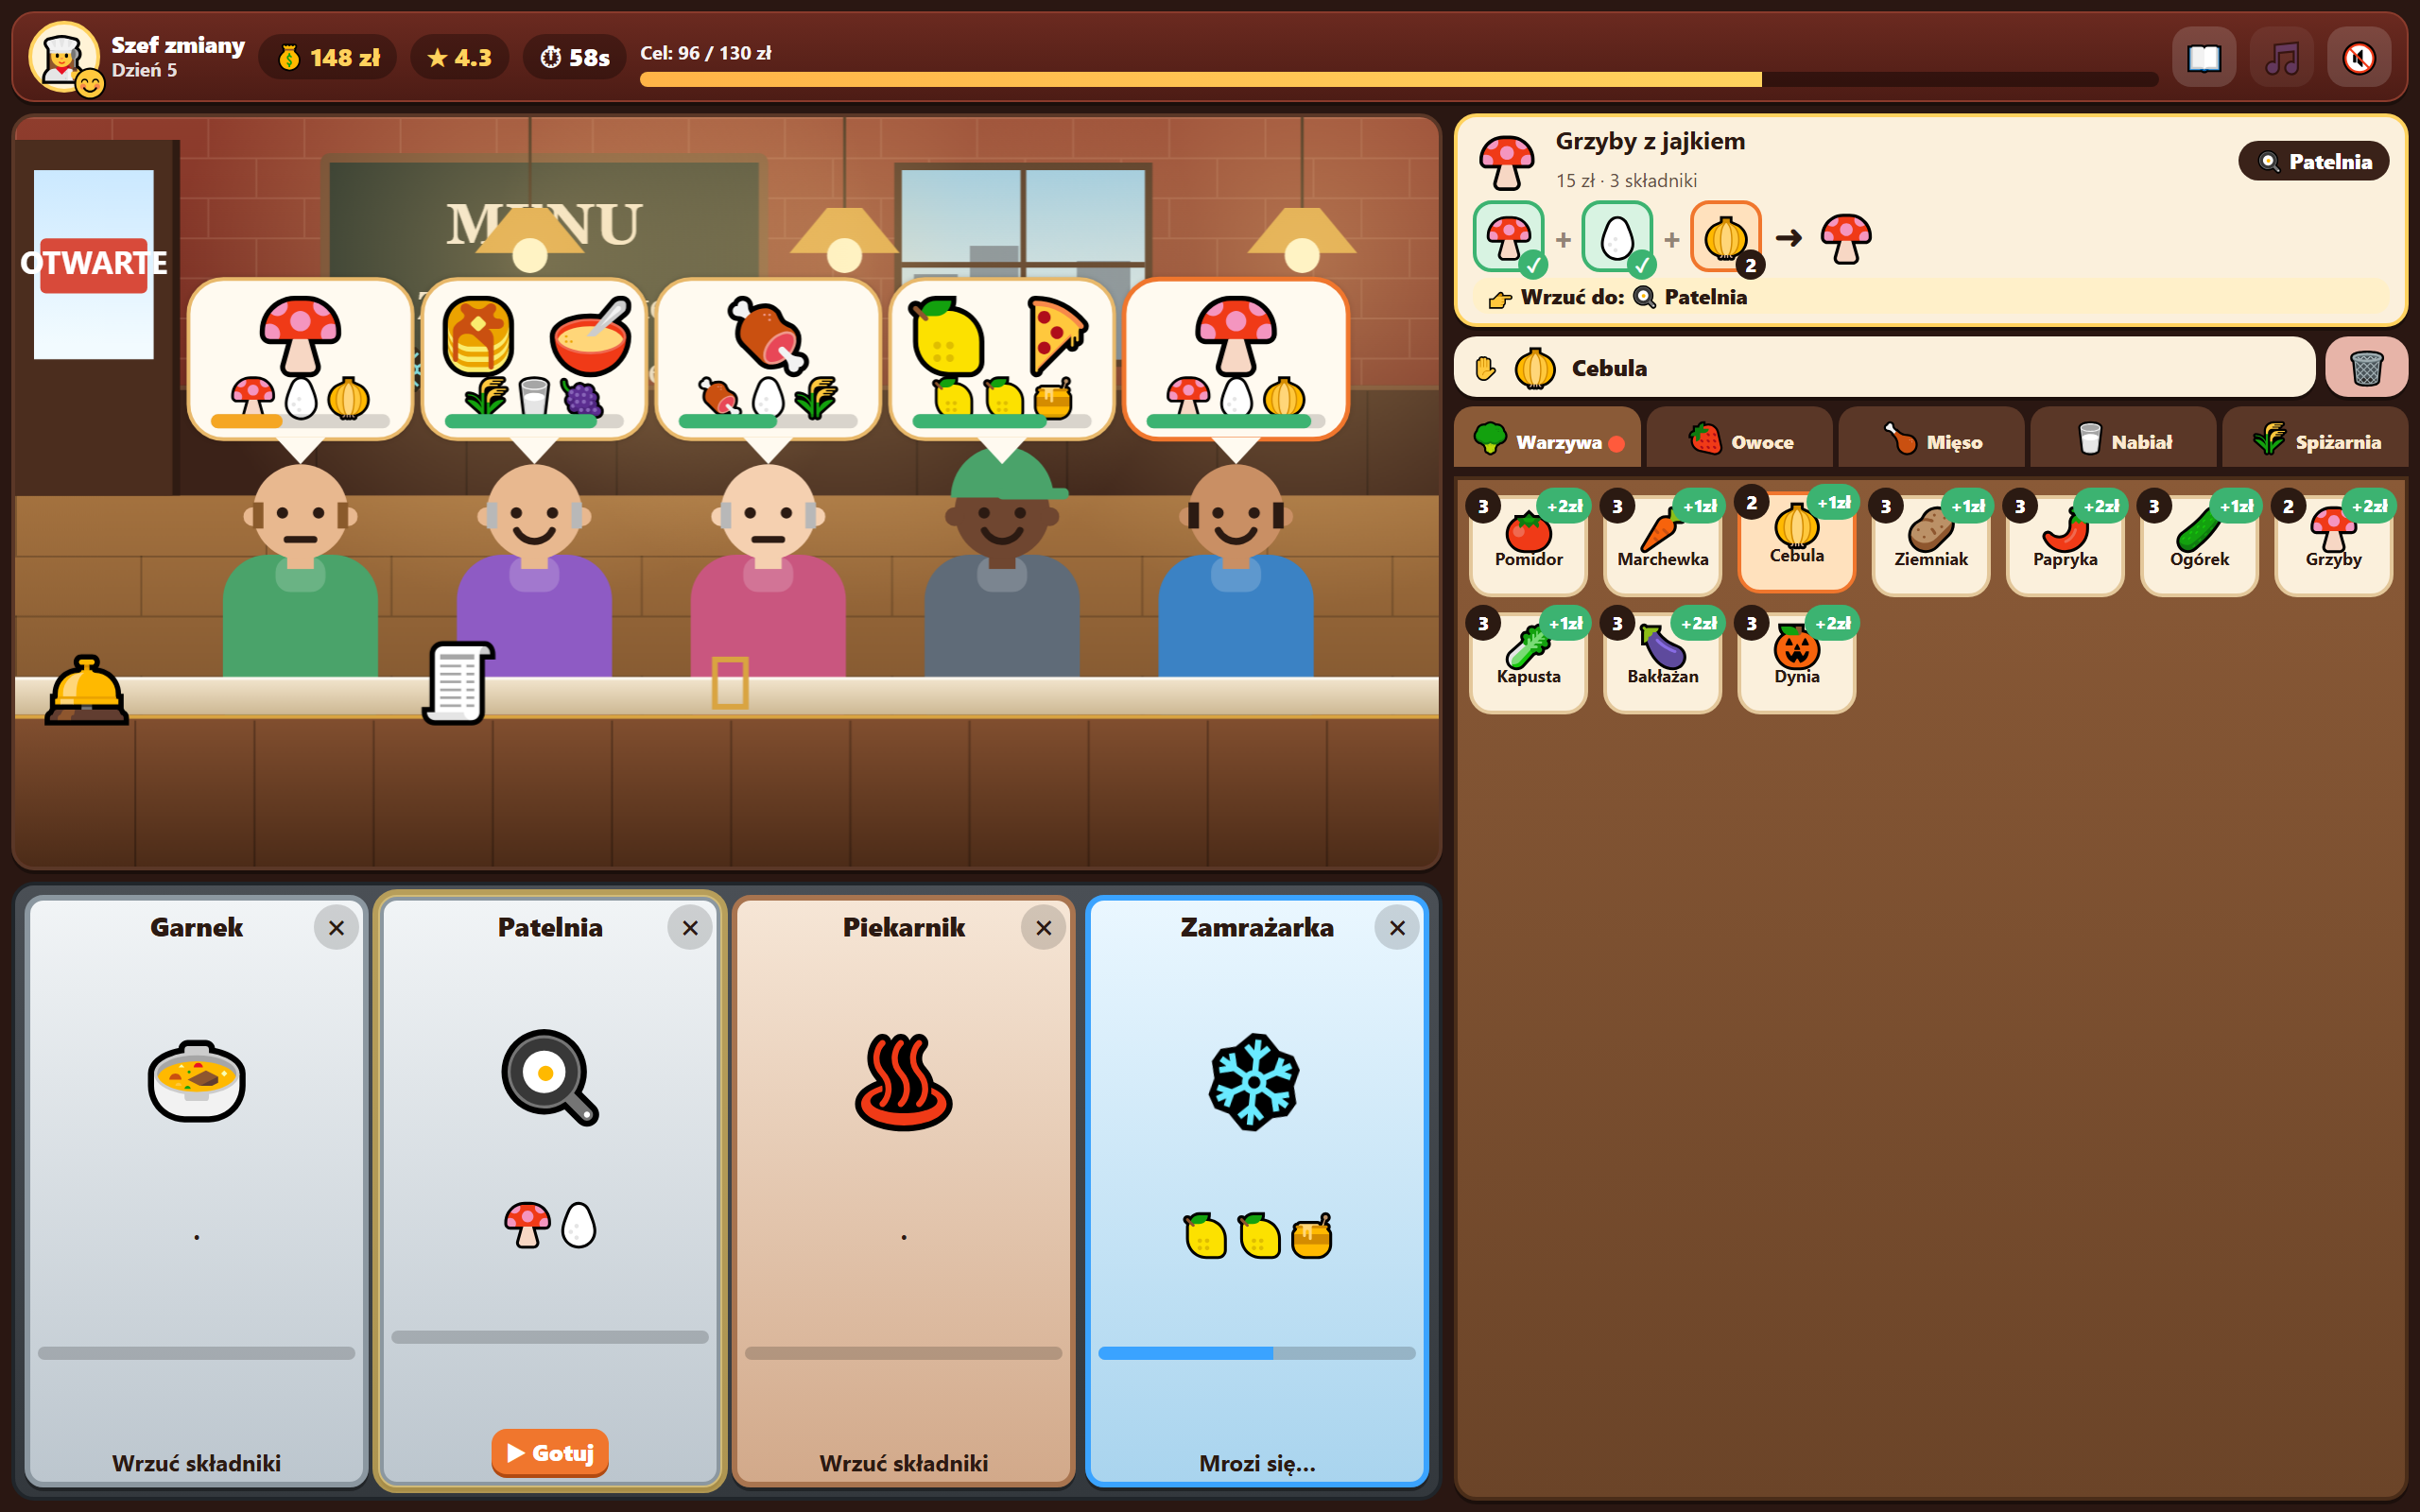 Szef zmiany
Dzień 5
148 zł
★ 4.3
58s
Cel: 96 / 130 zł
OTWARTE
MENU
Grzyby z jajkiem
15 zł · 3 składniki
Patelnia
+
+
2
Wrzuć do: Patelnia
Cebula
Warzywa
Owoce
Mięso
Nabiał
Spiżarnia
3 +2zł
Pomidor
3 +1zł
Marchewka
2 +1zł
Cebula
3 +1zł
Ziemniak
3 +2zł
Papryka
3 +1zł
Ogórek
2 +2zł
Grzyby
3 +1zł
Kapusta
3 +2zł
Bakłażan
3 +2zł
Dynia
Garnek
Wrzuć składniki
Patelnia
Gotuj
Piekarnik
Wrzuć składniki
Zamrażarka
Mrozi się...